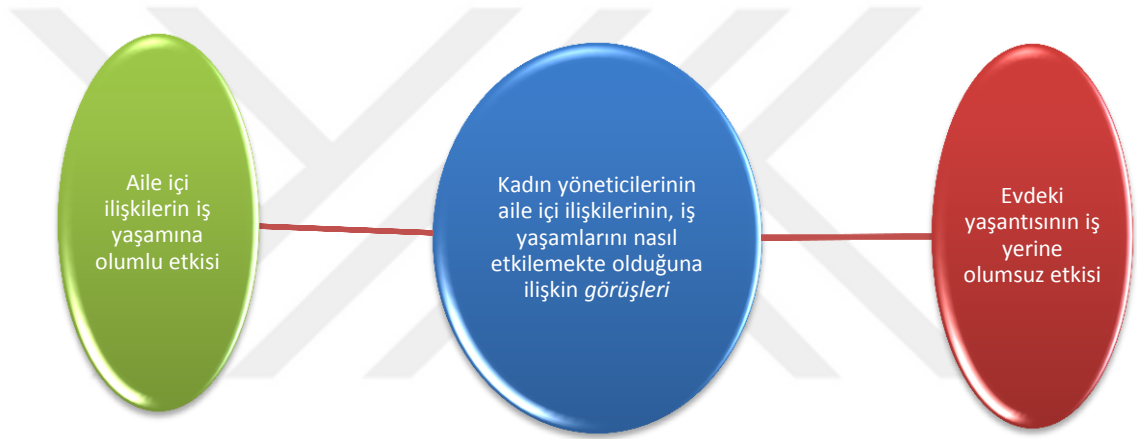 Aile içi
ilişkilerin iş
yaşamına
olumlu etkisi
Kadın yöneticilerinin
aile içi ilişkilerinin, iş
yaşamlarını nasıl
etkilemekte olduğuna
ilişkin görüşleri
Evdeki
yaşantısının iş
yerine
olumsuz etkisi